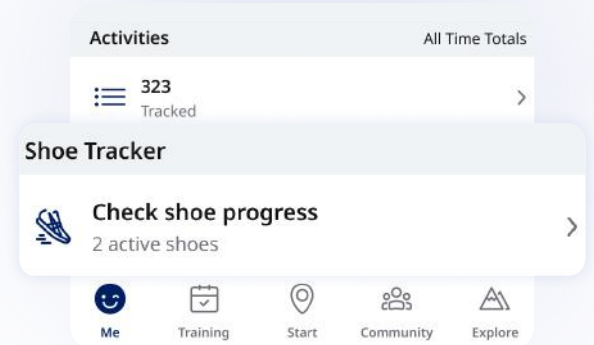 Activities All Time Totals
323
Tracked
Shoe Tracker
Check shoe progress
2 active shoes
Me Training Start Community Explore